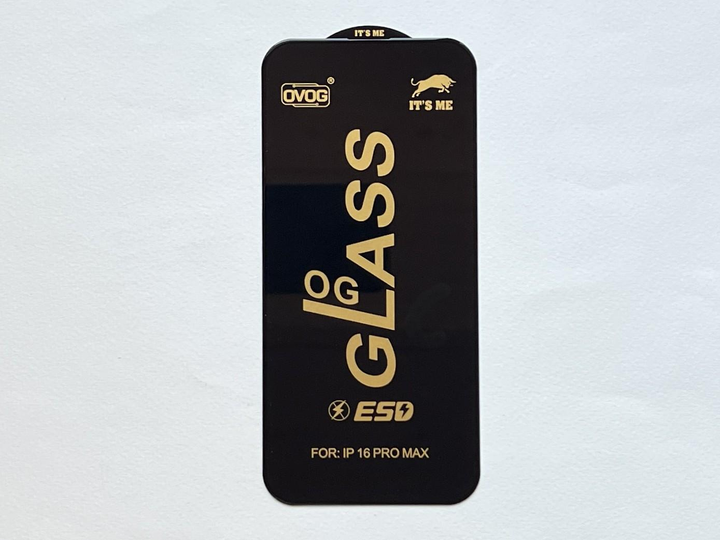 IT'S ME
OVOG®
IT'S ME
OG
GLASS
ESD
FOR: IP 16 PRO MAX